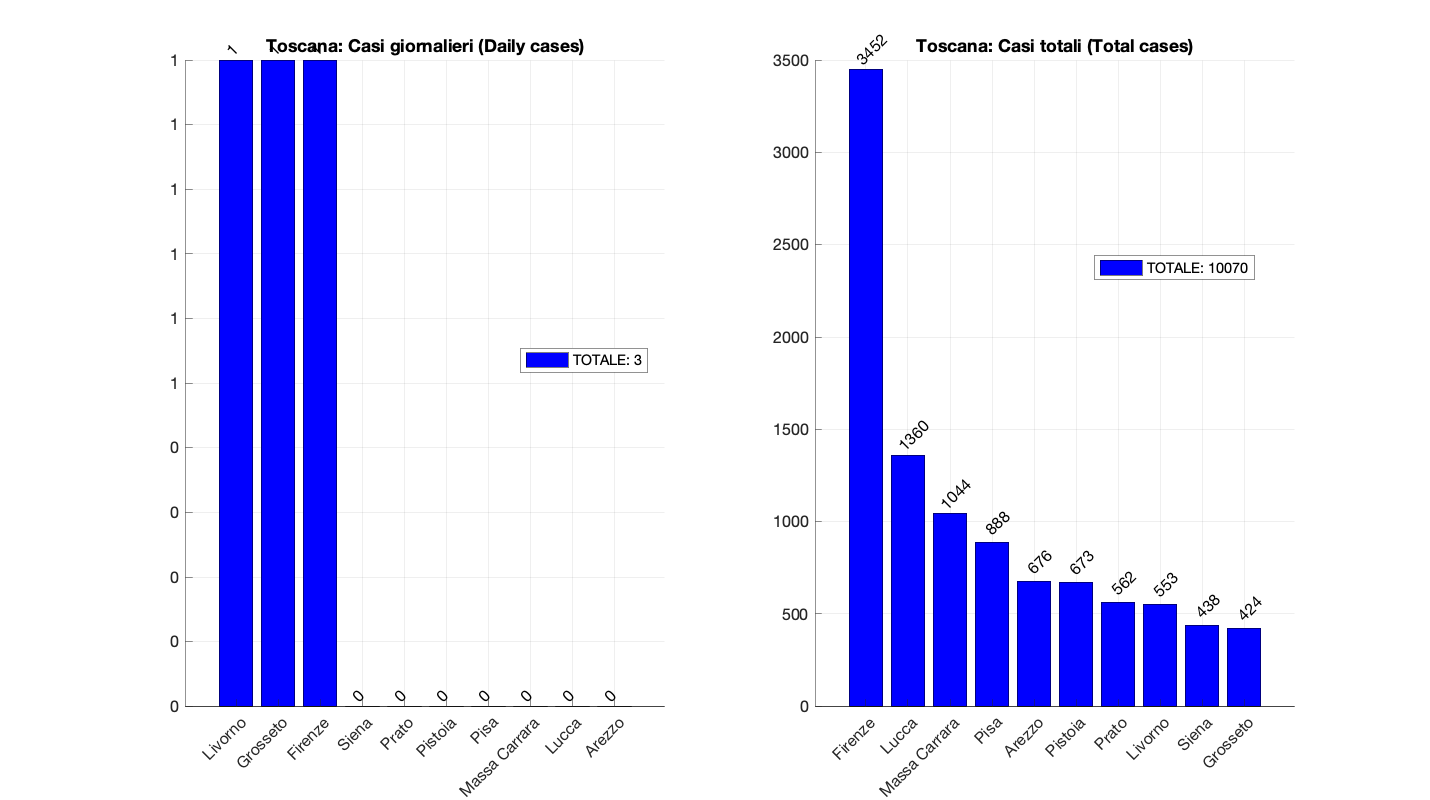 Toscana: Casi giornalieri (Daily cases)
1
1
1
1
1
1
1
1
1
0
0
0
0
0
TOTALE: 3
0
0
0
0
0
0
0
Livorno
Grosseto
Firenze
Siena
Prato
Pistoia
Pisa
Massa Carrara
Lucca
Arezzo
Toscana: Casi totali (Total cases)
3500
3000
2500
2000
1500
1000
500
0
TOTALE: 10070
3452
1360
1044
888
676
673
562
553
438
424
Firenze
Lucca
Massa Carrara
Pisa
Arezzo
Pistoia
Prato
Livorno
Siena
Grosseto